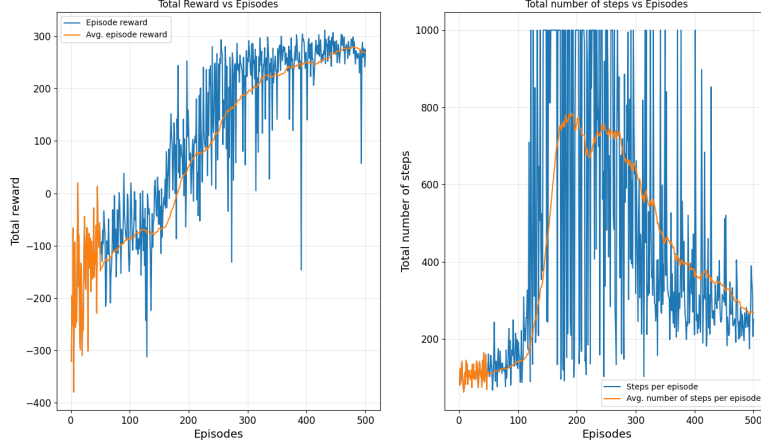 Total Reward vs Episodes
Episode reward
Avg. episode reward
300
200
100
0
−100
−200
−300
−400
0
100
200
300
400
500
Total reward
Episodes
Total number of steps vs Episodes
1000
800
600
400
200
0
100
200
300
400
500
Total number of steps
Episodes
Steps per episode
Avg. number of steps per episode